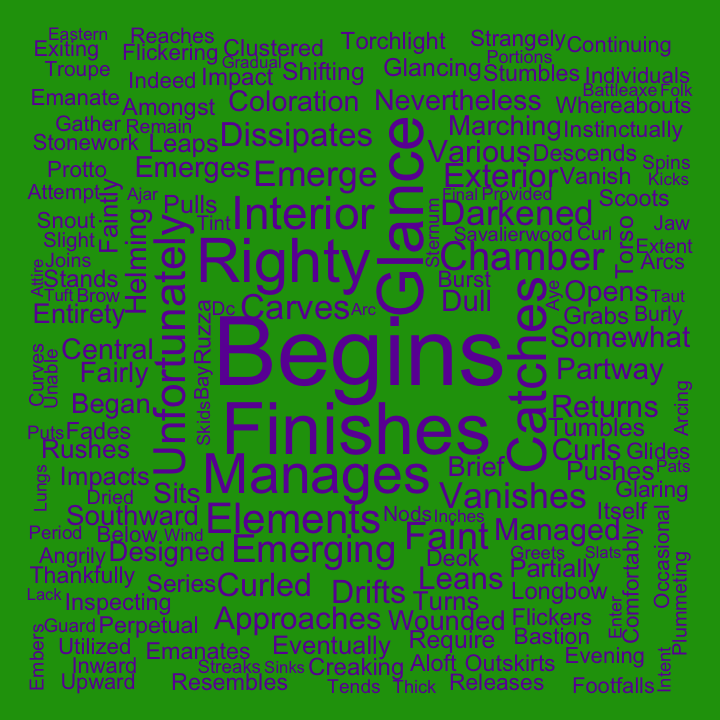 Eastern
Reaches
Torchlight
Strangely
Continuing
Exiting
Flickering
Clustered
Portions
Troupe
Gradual
Glancing
Stumbles
Individuals
Indeed
Impact
Shifting
Battleaxe
Folk
Emanate
Amongst
Coloration
Nevertheless
Whereabouts
Gather
Remain
Dissipates
Marching
Instinctually
Stonework
Leaps
Glance
Various
Descends
Spins
Protto
Emerges
Emerge
Exterior
Vanish
Kicks
Attempt
Ajar
Final
Provided
Scoots
Faintly
Pulls
Interior
Darkened
Snout
Tint
Sternum
Savalierwood
Curl
Torso
Jaw
Slight
Helming
Unfortunately
Righty
Chamber
Extent
Joins
Arcs
Stands
Burst
Attire
Tuft
Brow
Dull
Aye
Opens
Taut
Entirety
Dc
Carves
Arc
Grabs
Burly
Ruzza
Begins
Catches
Somewhat
Central
Curves
Unable
Fairly
Bay
Partway
Began
Skids
Finishes
Returns
Arcing
Puts
Fades
Tumbles
Rushes
Curls
Glides
Impacts
Manages
Brief
Pushes
Pats
Lungs
Dried
Sits
Vanishes
Glaring
Southward
Elements
Nods
Inches
Itself
Period
Below
Wind
Faint
Managed
Occasional
Angrily
Designed
Emerging
Deck
Greets
Slats
Comfortably
Thankfully
Series
Curled
Leans
Partially
Plummeting
Lack
Inspecting
Drifts
Turns
Longbow
Guard
Perpetual
Approaches
Wounded
Flickers
Enter
Utilized
Emanates
Eventually
Require
Bastion
Embers
Inward
Streaks
Sinks
Creaking
Aloft
Outskirts
Evening
Intent
Upward
Resembles
Tends
Thick
Releases
Footfalls